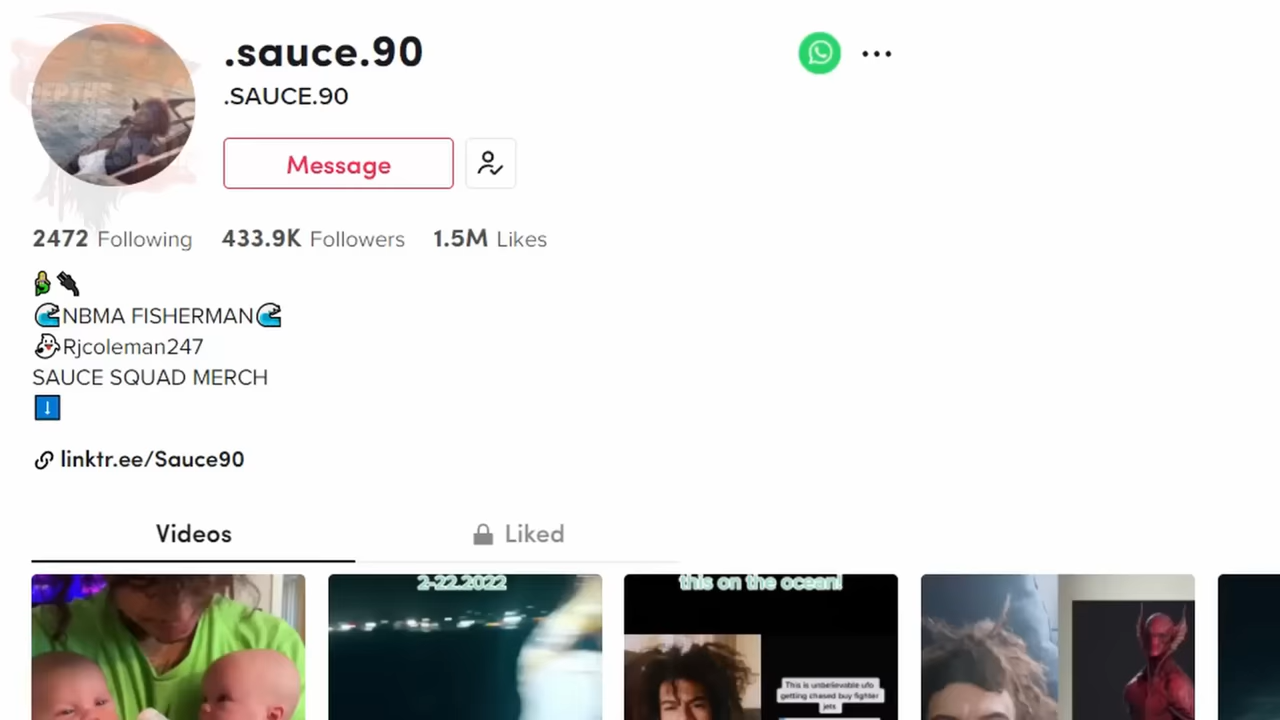 .sauce.90
.SAUCE.90
Message
2472 Following 433.9K Followers 1.5M Likes
NBMA FISHERMAN
Rjcoleman247
SAUCE SQUAD MERCH
linktr.ee/Sauce90
Videos Liked
2-22.2022
this on the ocean!
This is unbelievable ufo
getting chased buy fighter
jets